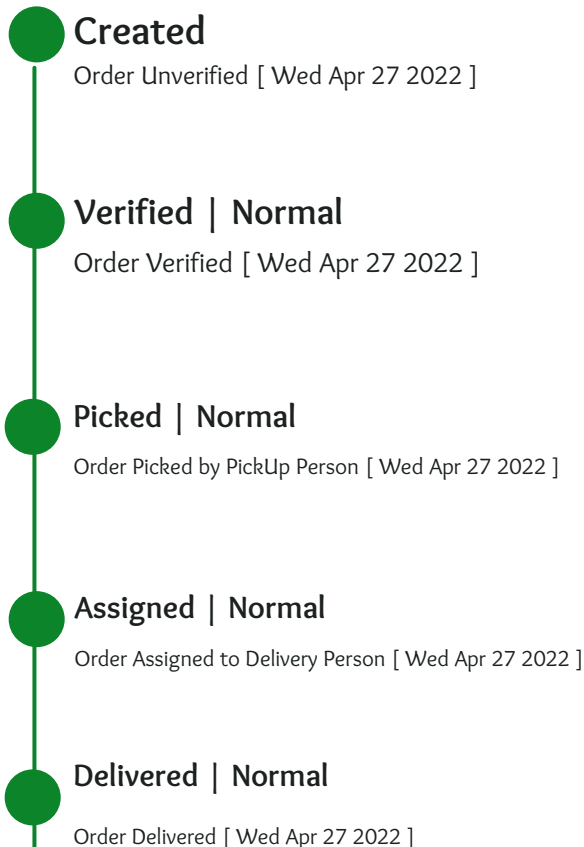 Created
Order Unverified [ Wed Apr 27 2022 ]
Verified | Normal
Order Verified [ Wed Apr 27 2022 ]
Picked | Normal
Order Picked by PickUp Person [ Wed Apr 27 2022 ]
Assigned | Normal
Order Assigned to Delivery Person [ Wed Apr 27 2022 ]
Delivered | Normal
Order Delivered [ Wed Apr 27 2022 ]